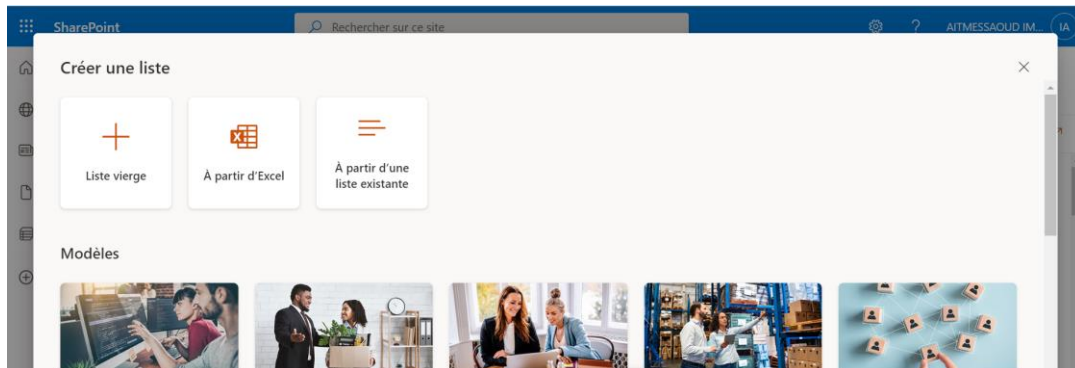 SharePoint
Rechercher sur ce site
?
AITMESSAOUD IM...
IA
Créer une liste
Liste vierge
À partir d'Excel
À partir d'une
liste existante
Modèles